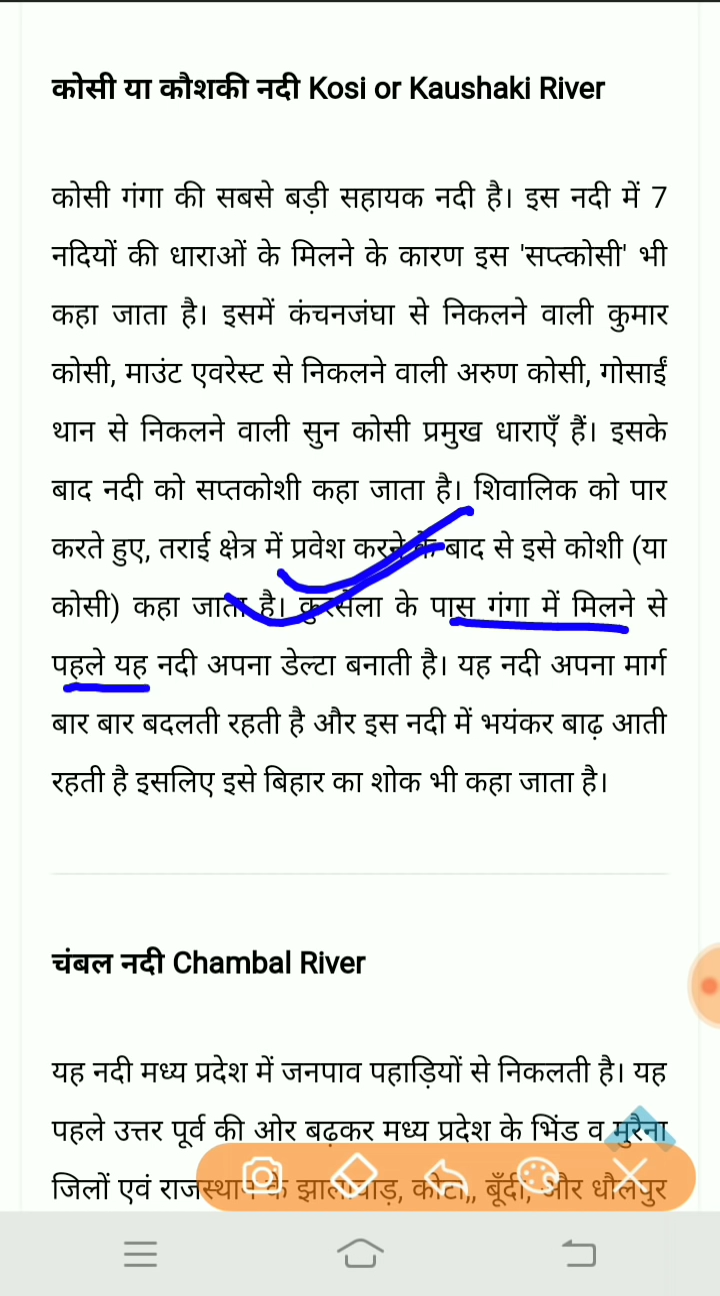 कोसी या कौशकी नदी Kosi or Kaushaki River
कोसी गंगा की सबसे बड़ी सहायक नदी है। इस नदी में 7
नदियों की धाराओं के मिलने के कारण इस 'सप्त्कोसी' भी
कहा जाता है। इसमें कंचनजंघा से निकलने वाली कुमार
कोसी, माउंट एवरेस्ट से निकलने वाली अरुण कोसी, गोसाईं
थान से निकलने वाली सुन कोसी प्रमुख धाराएँ हैं। इसके
बाद नदी को सप्तकोशी कहा जाता है। शिवालिक को पार
करते हुए, तराई क्षेत्र में प्रवेश करने के बाद से इसे कोशी (या
कोसी) कहा जाता है। कुरसेला के पास गंगा में मिलने से
पहले यह नदी अपना डेल्टा बनाती है। यह नदी अपना मार्ग
बार बार बदलती रहती है और इस नदी में भयंकर बाढ़ आती
रहती है इसलिए इसे बिहार का शोक भी कहा जाता है।
चंबल नदी Chambal River
यह नदी मध्य प्रदेश में जनपाव पहाड़ियों से निकलती है। यह
पहले उत्तर पूर्व की ओर बढ़कर मध्य प्रदेश के भिंड व मुरैना
जिलों एवं राजस्थान के झालावाड़, कोटा,, बूँदी, और धौलपुर